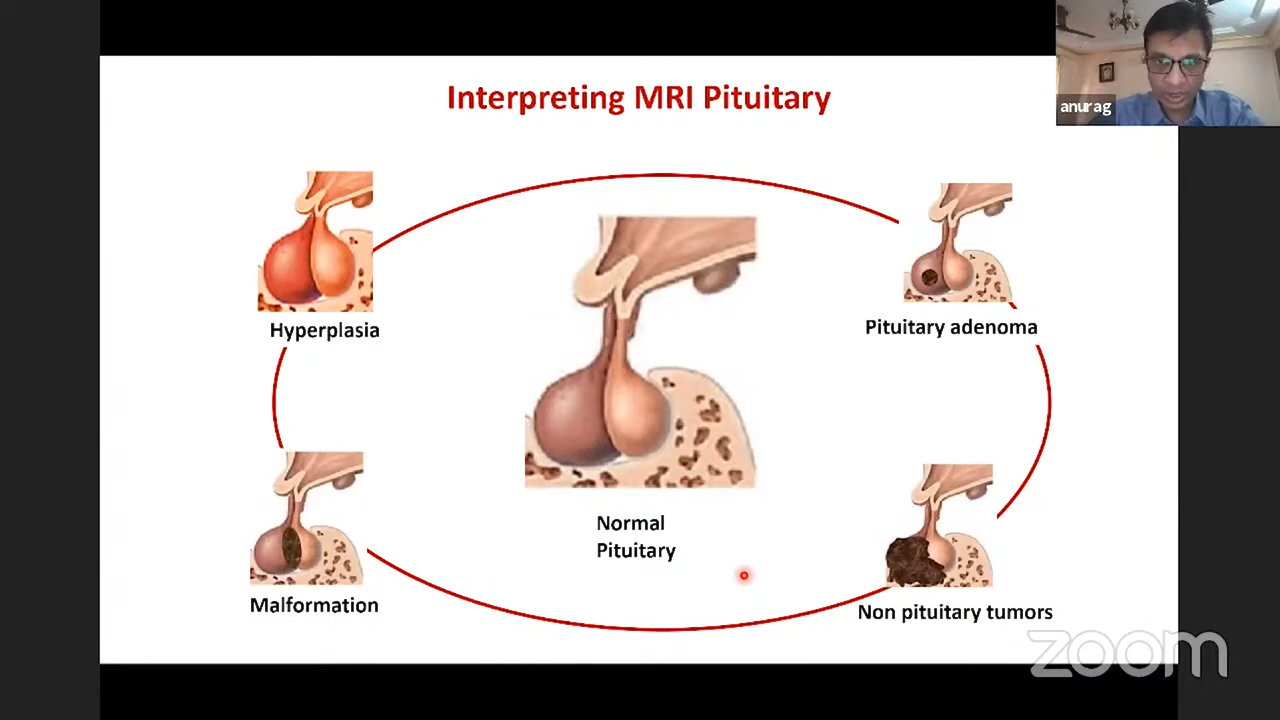 Interpreting MRI Pituitary
anurag
Hyperplasia
Pituitary adenoma
Normal
Pituitary
Malformation
Non pituitary tumors
zoom